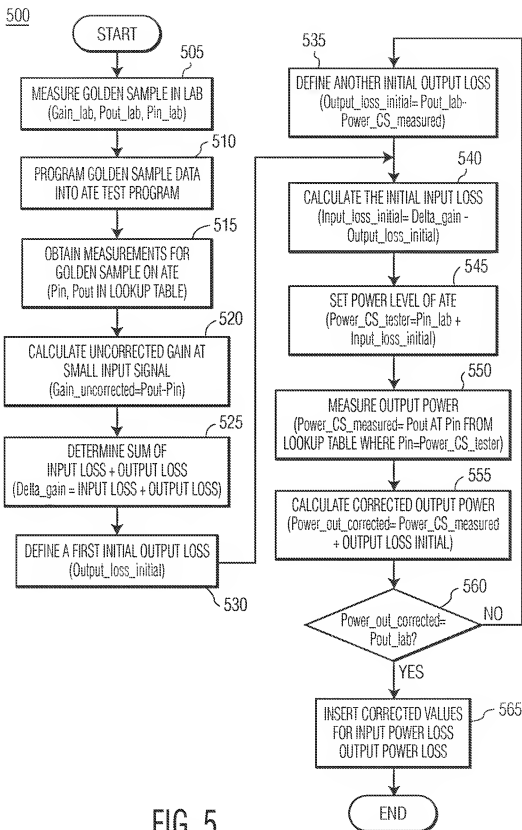 500
START
505
MEASURE GOLDEN SAMPLE IN LAB
(Gain_lab, Pout_lab, Pin_lab)
510
PROGRAM GOLDEN SAMPLE DATA
INTO ATE TEST PROGRAM
515
OBTAIN MEASUREMENTS FOR
GOLDEN SAMPLE ON ATE
(Pin, Pout IN LOOKUP TABLE)
520
CALCULATE UNCORRECTED GAIN AT
SMALL INPUT SIGNAL
(Gain_uncorrected=Pout-Pin)
525
DETERMINE SUM OF
INPUT LOSS + OUTPUT LOSS
(Delta_gain = INPUT LOSS + OUTPUT LOSS)
DEFINE A FIRST INITIAL OUTPUT LOSS
(Output_loss_initial)
530
535
DEFINE ANOTHER INITIAL OUTPUT LOSS
(Output_loss_initial= Pout_lab-
Power_CS_measured)
540
CALCULATE THE INITIAL INPUT LOSS
(Input_loss_initial= Delta_gain -
Output_loss_initial)
545
SET POWER LEVEL OF ATE
(Power_CS_tester=Pin_lab +
Input_loss_initial)
550
MEASURE OUTPUT POWER
(Power_CS_measured= Pout AT Pin FROM
LOOKUP TABLE WHERE Pin=Power_CS_tester)
555
CALCULATE CORRECTED OUTPUT POWER
(Power_out_corrected= Power_CS_measured
+ OUTPUT LOSS INITIAL)
560
Power_out_corrected=
Pout_lab?
NO
YES
INSERT CORRECTED VALUES
FOR INPUT POWER LOSS
OUTPUT POWER LOSS
565
END
FIG. 5